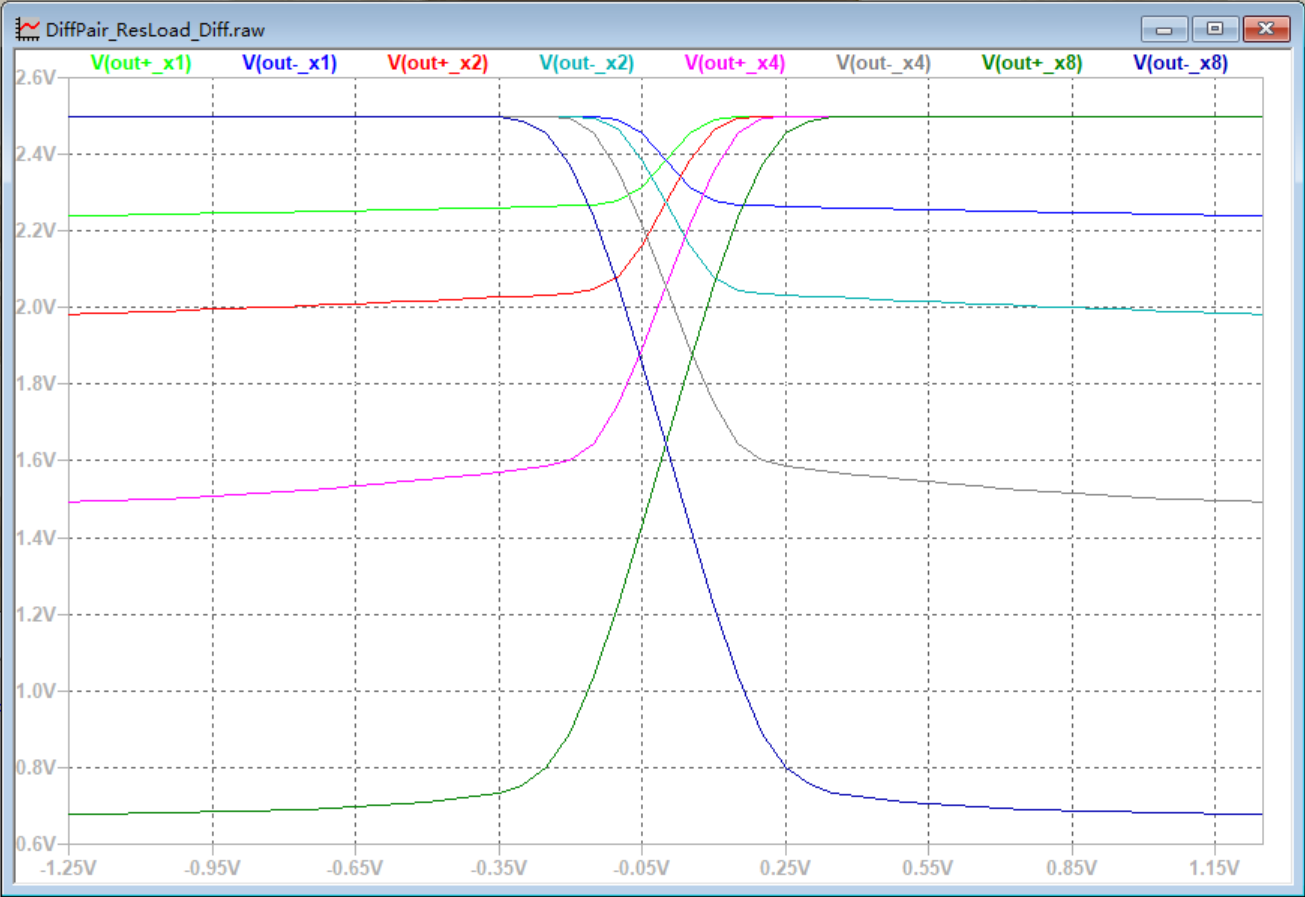 DiffPair_ResLoad_Diff.raw
V(out+_x1) V(out-_x1) V(out+_x2) V(out-_x2) V(out+_x4) V(out-_x4) V(out+_x8) V(out-_x8)
2.6V
2.4V
2.2V
2.0V
1.8V
1.6V
1.4V
1.2V
1.0V
0.8V
0.6V
-1.25V -0.95V -0.65V -0.35V -0.05V 0.25V 0.55V 0.85V 1.15V